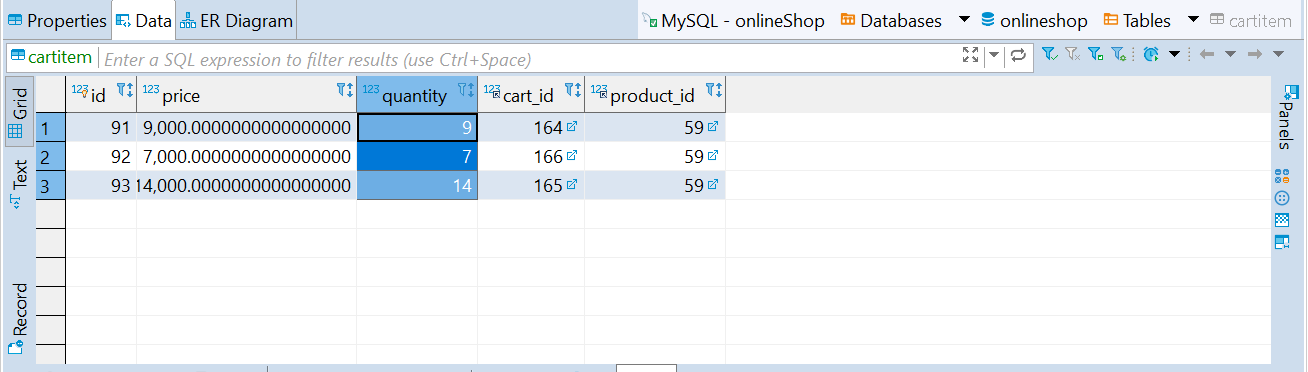 Properties Data ER Diagram MySQL - onlineShop Databases onlineshop Tables cartitem
cartitem Enter a SQL expression to filter results (use Ctrl+Space)
Grid
Text
Record
123 id 123 price 123 quantity 123 cart_id 123 product_id
1 91 9,000.0000000000000000 9 164 59
2 92 7,000.0000000000000000 7 166 59
3 93 14,000.0000000000000000 14 165 59
Panels